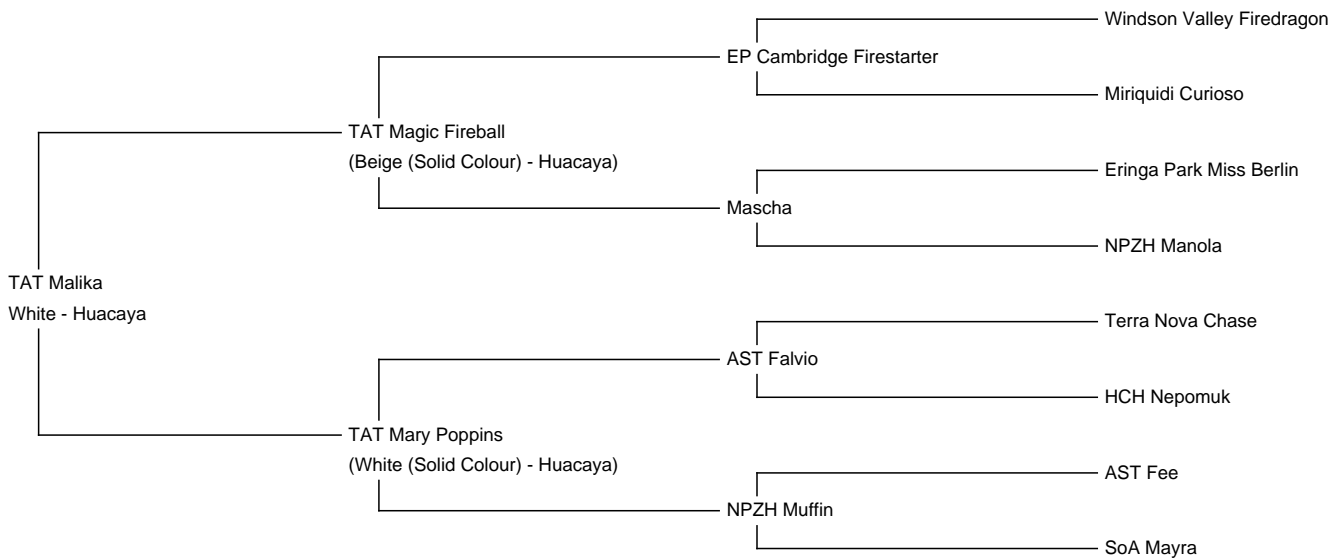 Windson Valley Firedragon
EP Cambridge Firestarter
Miriquidi Curioso
TAT Magic Fireball
(Beige (Solid Colour) - Huacaya)
Eringa Park Miss Berlin
Mascha
NPZH Manola
TAT Malika
White - Huacaya
Terra Nova Chase
AST Falvio
HCH Nepomuk
TAT Mary Poppins
(White (Solid Colour) - Huacaya)
AST Fee
NPZH Muffin
SoA Mayra